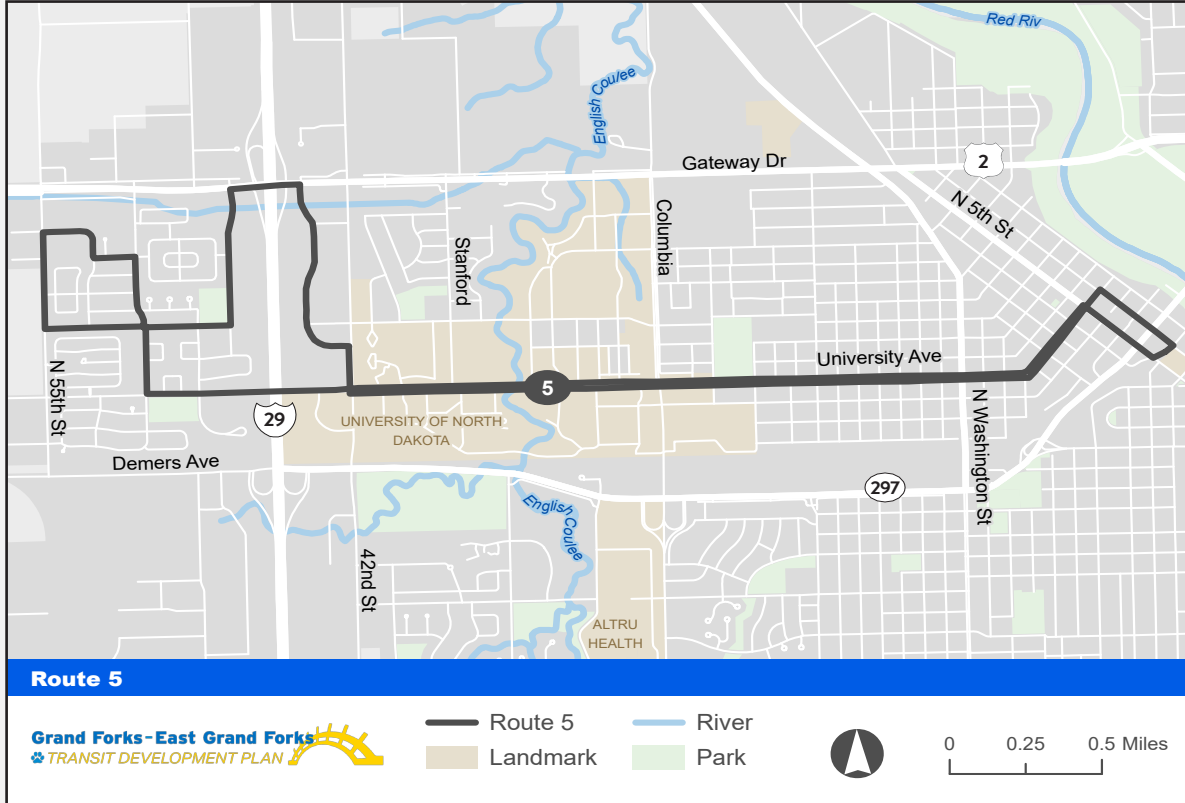 Red Riv
English Coulee
Gateway Dr
2
N 5th St
Columbia
Stanford
University Ave
5
N 55th St
29
UNIVERSITY OF NORTH
DAKOTA
N Washington St
Demers Ave
297
English Coulee
42nd St
ALTRU
HEALTH
Route 5
Grand Forks-East Grand Forks
TRANSIT DEVELOPMENT PLAN
Route 5
River
Landmark
Park
0 0.25 0.5 Miles